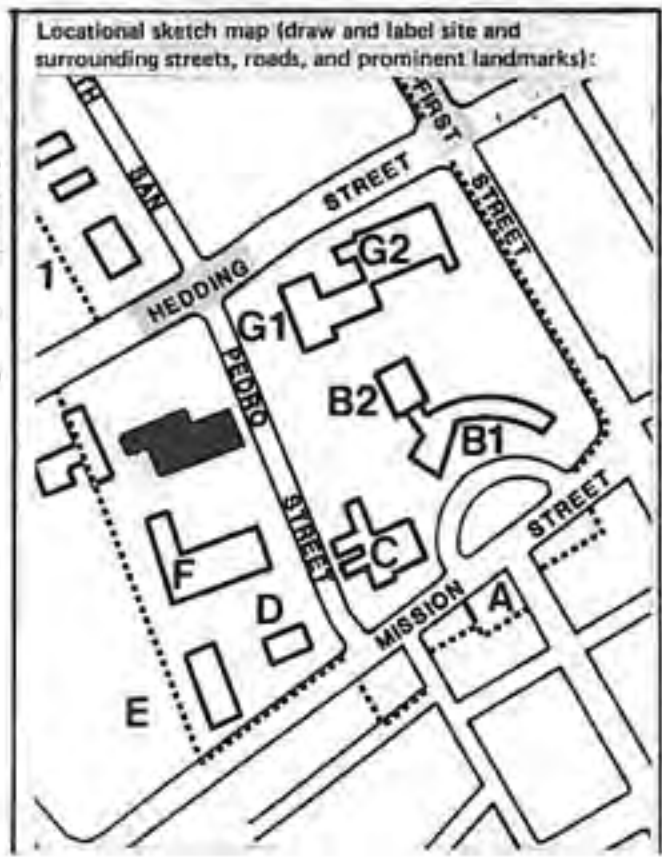 Locational sketch map (draw and label site and
surrounding streets, roads, and prominent landmarks):
TH
SAN
FIRST
STREET
STREET
HEDDING
G2
G1
PEDRO
B2
B1
STREET
STREET
C
F
D
MISSION
A
E
1